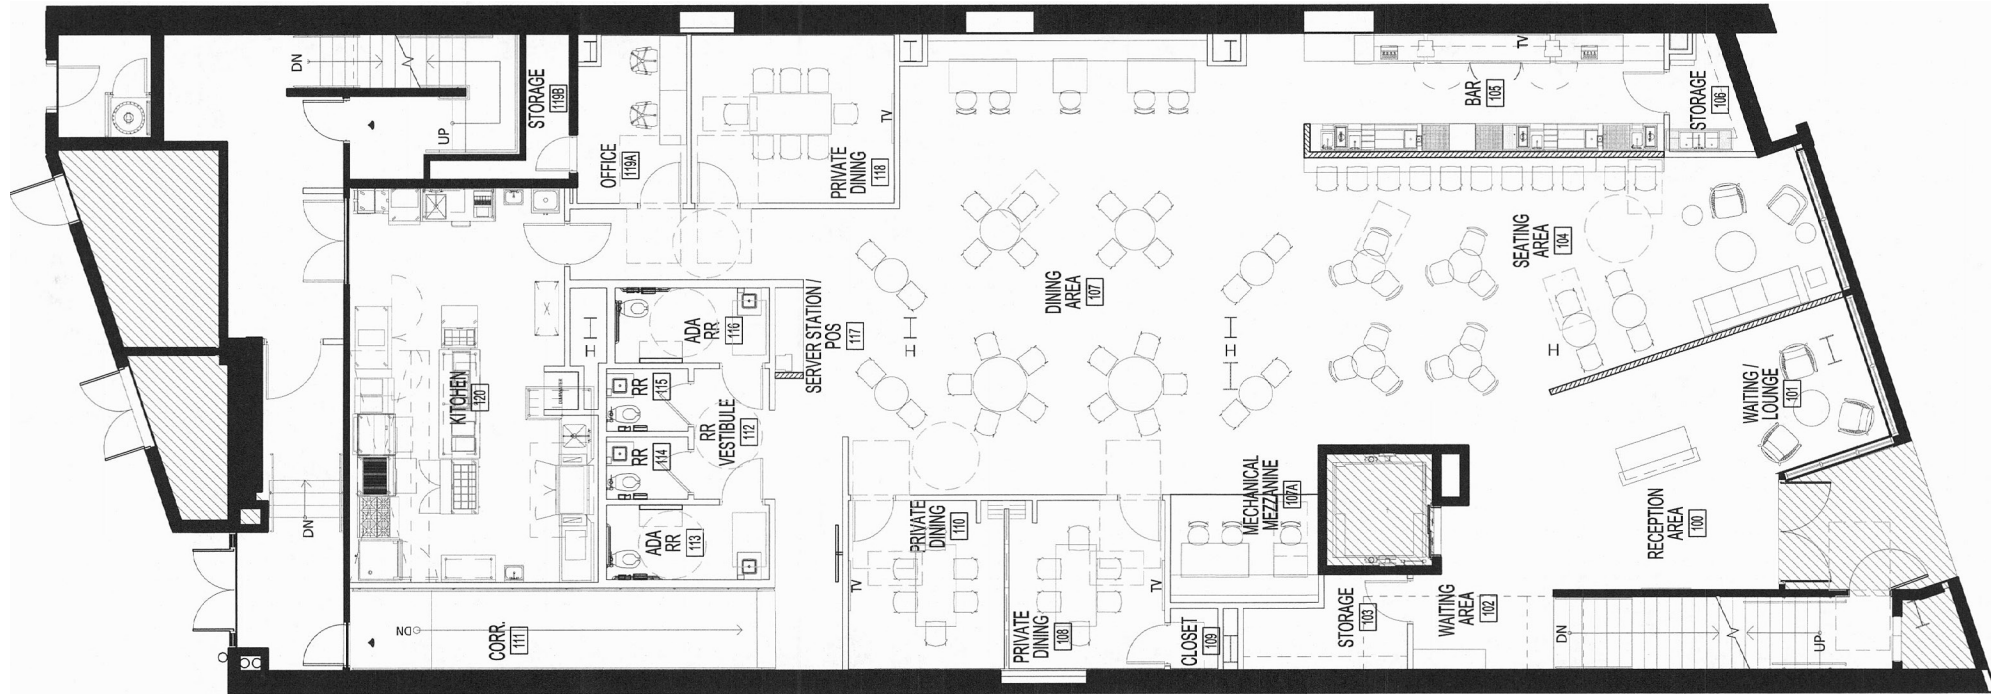 DN
UP
STORAGE
119B
OFFICE
119A
PRIVATE
DINING
118
TV
TV
BAR
105
STORAGE
106
SEATING
AREA
104
DINING
AREA
107
SERVER STATION /
POS
117
ADA
RR
116
RR
115
RR
114
RR
VESTIBULE
112
ADA
RR
113
KITCHEN
120
WAITING /
LOUNGE
101
RECEPTION
AREA
100
MECHANICAL
MEZZANINE
107A
PRIVATE
DINING
110
TV
PRIVATE
DINING
108
TV
CLOSET
109
STORAGE
103
WAITING
AREA
102
DN
UP
DN
CORR.
111
DN